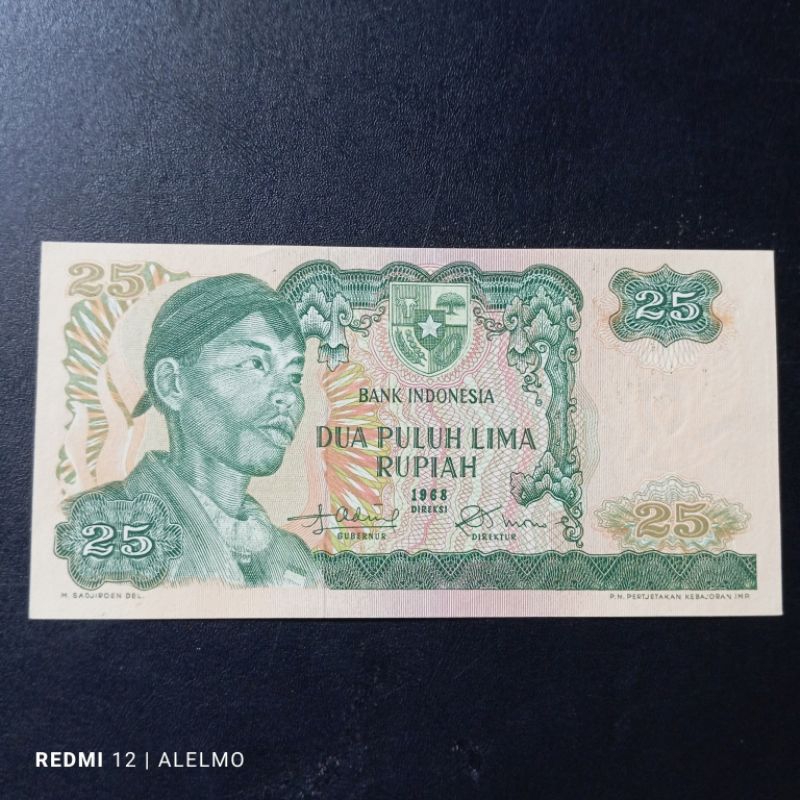 25
25
BANK INDONESIA
DUA PULUH LIMA
RUPIAH
1968
DIREKSI
GUBERNUR
DIREKTUR
25
25
M. SADJIROEN DEL.
P.N. PERTJETAKAN KEBAJORAN IMP.
REDMI 12 | ALELMO